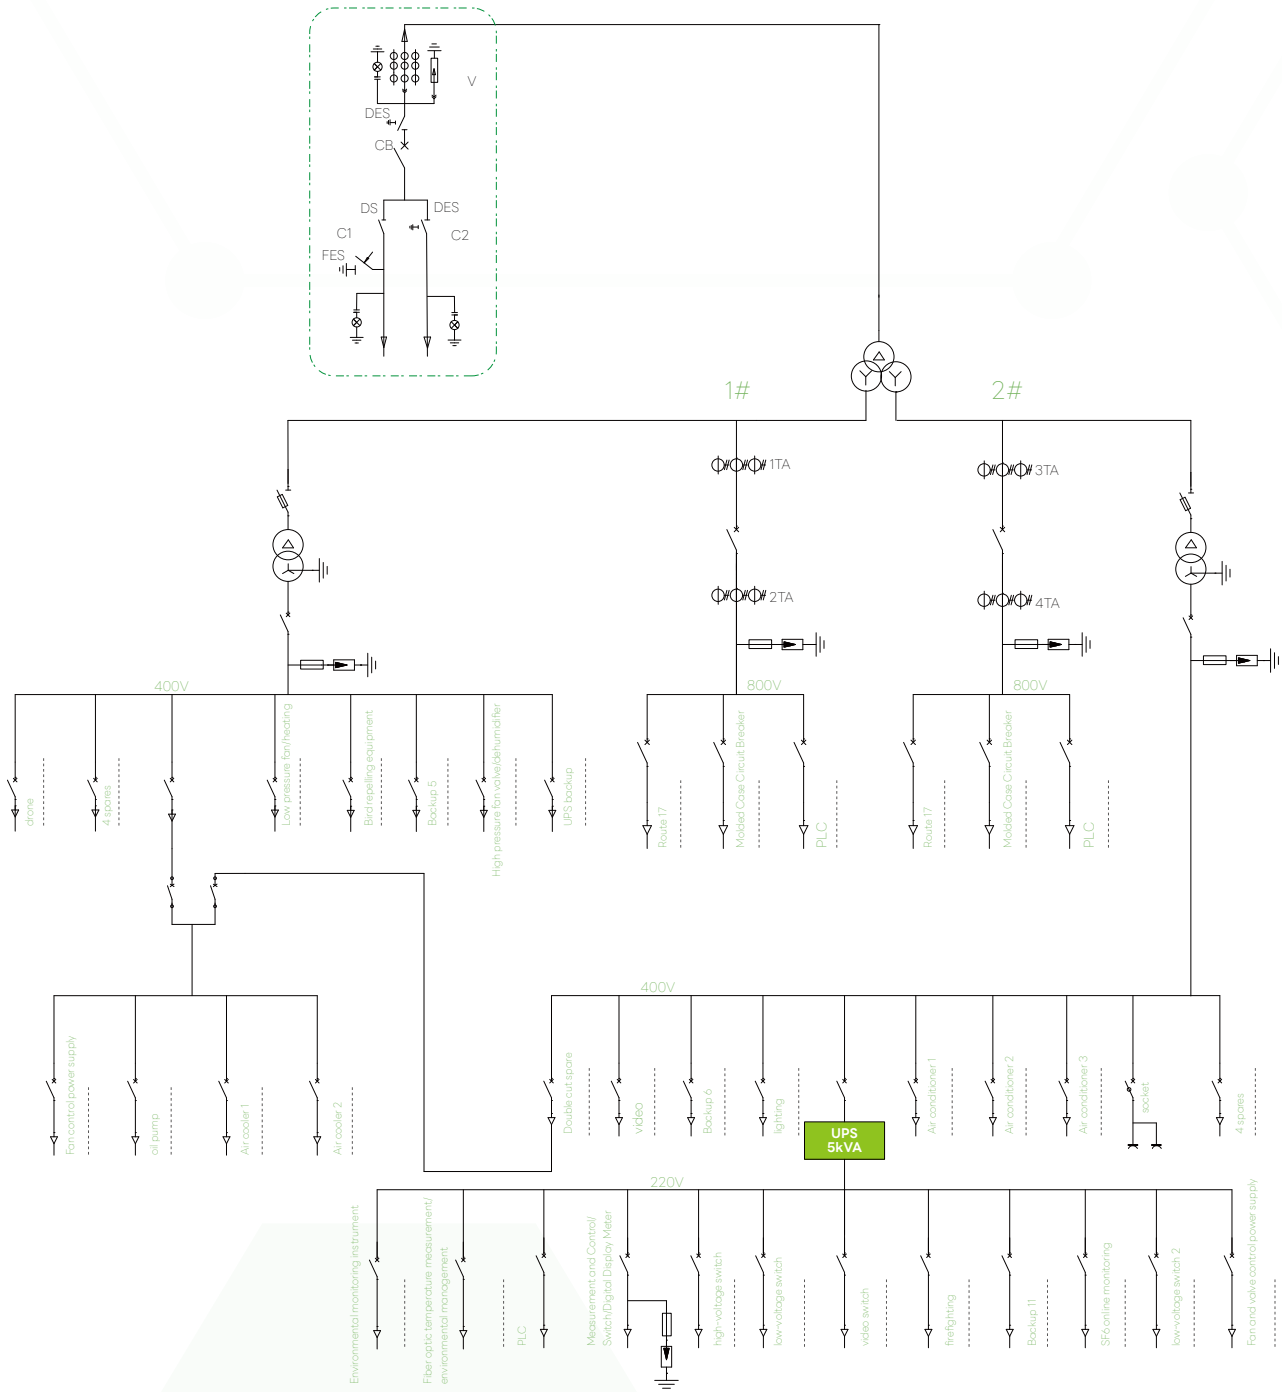 V
DES
CB
DS
DES
C1
C2
FES
1#
2#
1TA
3TA
2TA
4TA
400V
800V
800V
drone
4 spares
Low pressure fan/heating
Bird repelling equipment
Backup 5
High pressure fan valve/dehumidifier
UPS backup
Route 17
Molded Case Circuit Breaker
PLC
Route 17
Molded Case Circuit Breaker
PLC
400V
Fan control power supply
oil pump
Air cooler 1
Air cooler 2
Double cut spare
video
Backup 6
lighting
Air conditioner 1
Air conditioner 2
Air conditioner 3
socket
4 spares
UPS
5kVA
220V
Environmental monitoring instrument
Fiber optic temperature measurement/
environmental management
PLC
Measurement and Control/
Switch/Digital Display Meter
high-voltage switch
low-voltage switch
video switch
firefighting
Backup 11
SF6 online monitoring
low-voltage switch 2
Fan and valve control power supply